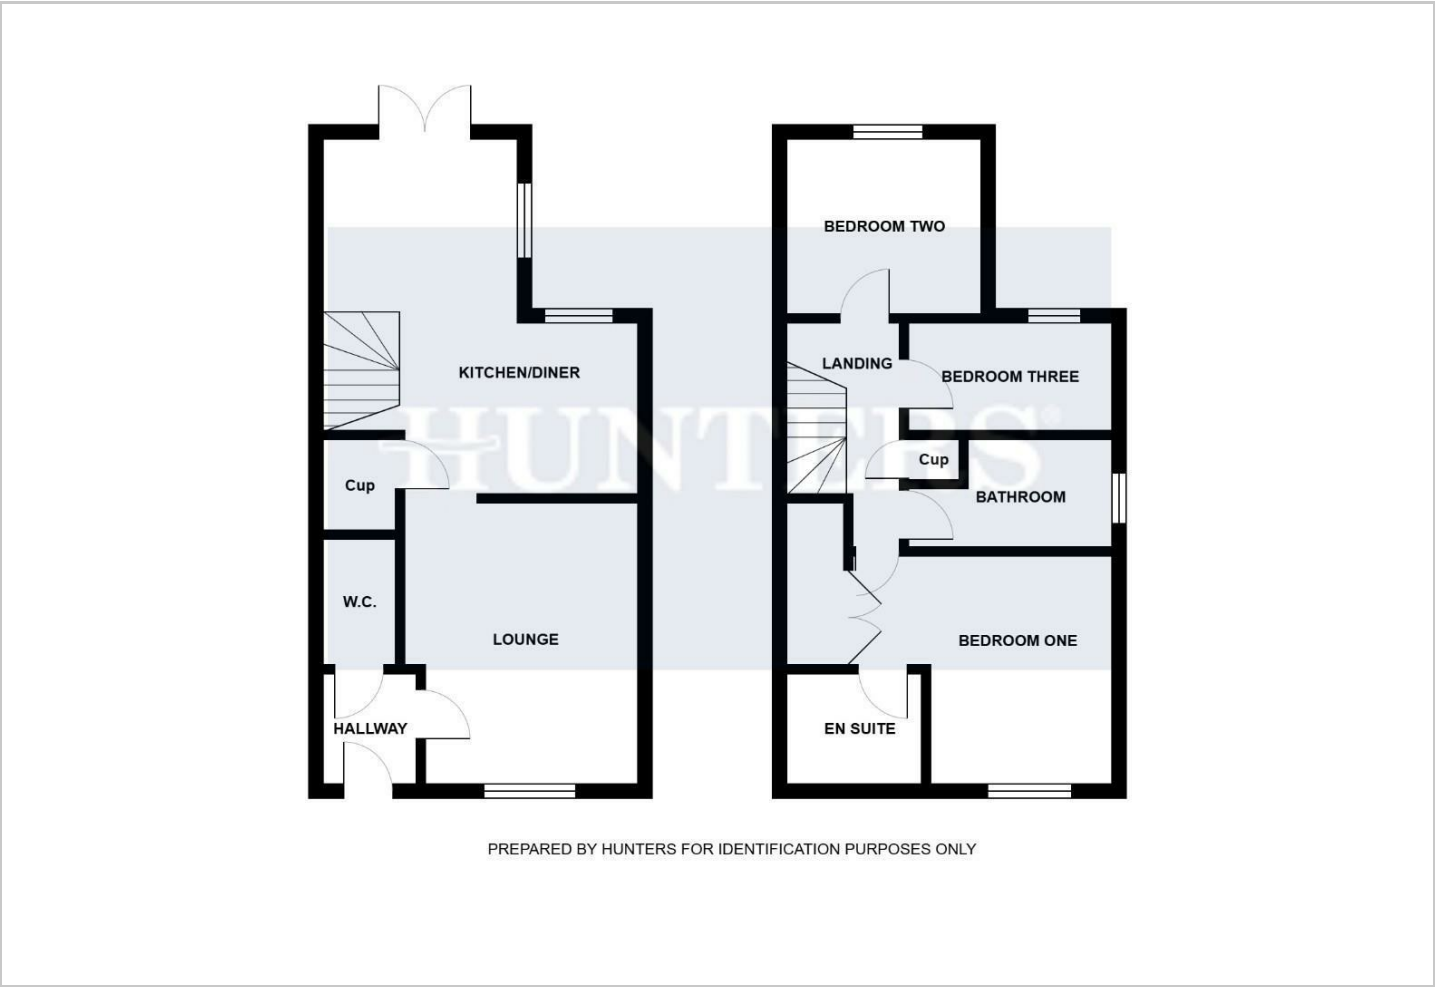 BEDROOM TWO
KITCHEN/DINER
LANDING
BEDROOM THREE
HUNTERS®
Cup
Cup
BATHROOM
W.C.
LOUNGE
BEDROOM ONE
HALLWAY
EN SUITE
PREPARED BY HUNTERS FOR IDENTIFICATION PURPOSES ONLY